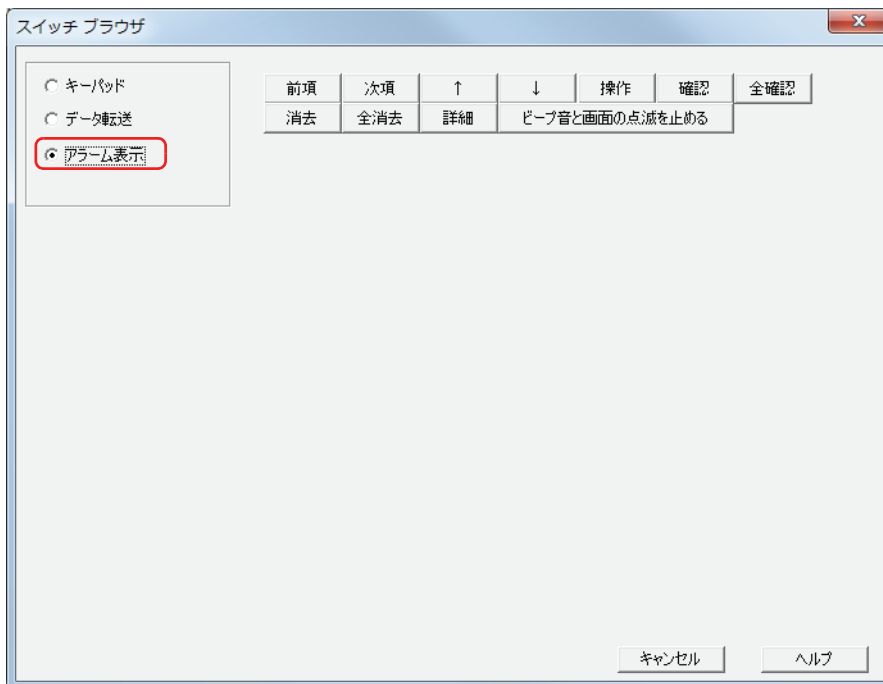 スイッチ ブラウザ
キーパッド
データ転送
アラーム表示
前項 次項 ↑ ↓ 操作 確認 全確認
消去 全消去 詳細 ビープ音と画面の点滅を止める
キャンセル ヘルプ